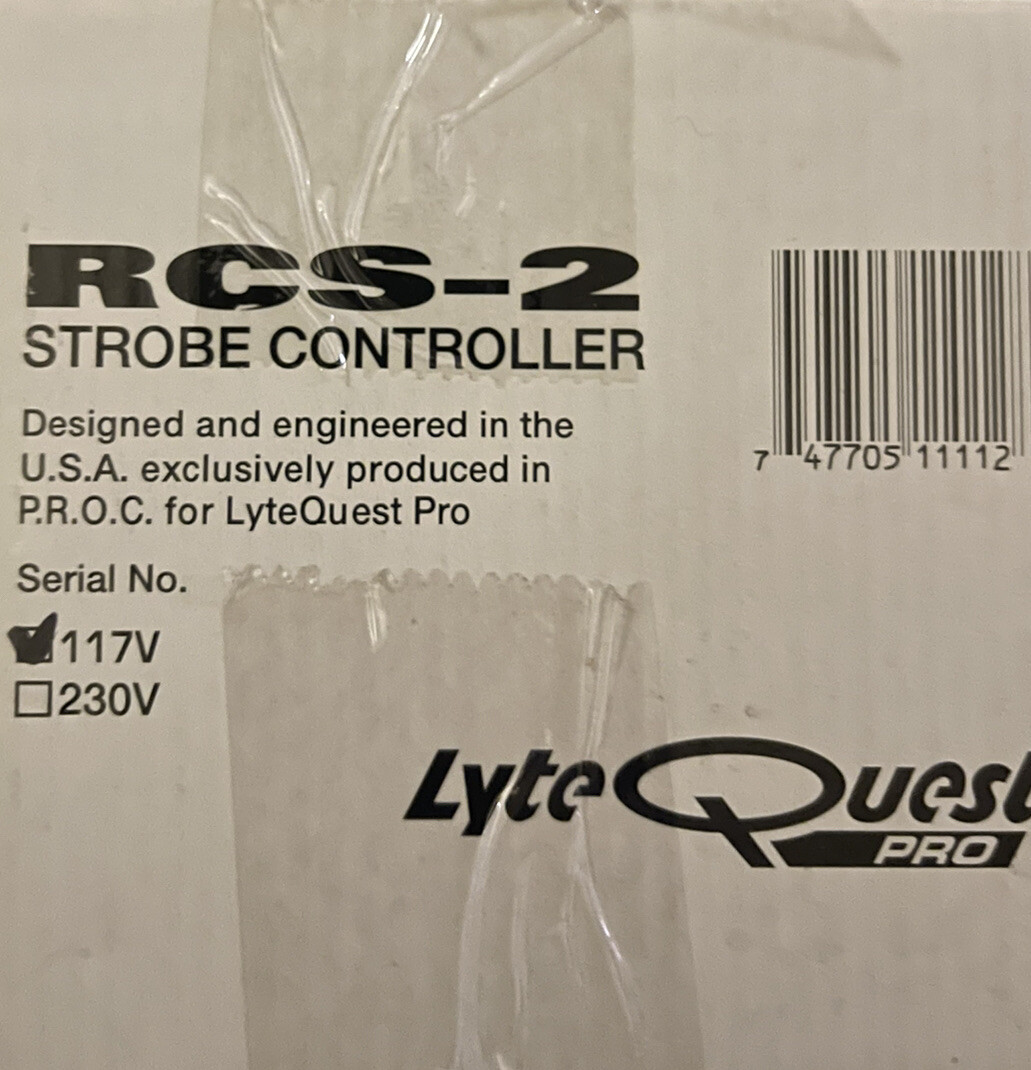 RCS-2
STROBE CONTROLLER
Designed and engineered in the
U.S.A. exclusively produced in
P.R.O.C. for LyteQuest Pro
Serial No.
117V
230V
7 47705 11112
LyteQuest
PRO